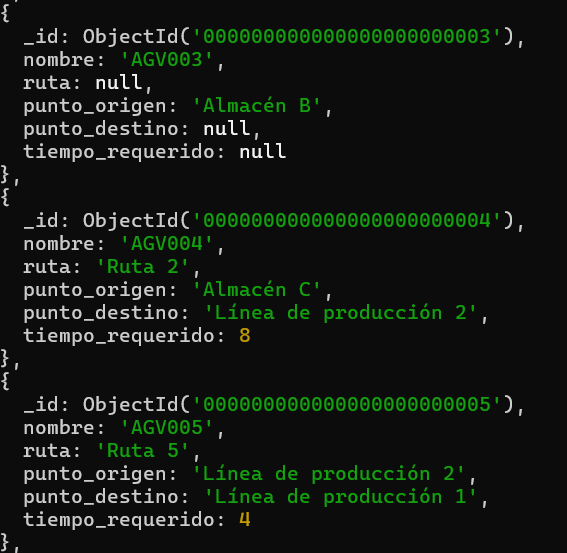 {
  _id: ObjectId('000000000000000000000003'),
  nombre: 'AGV003',
  ruta: null,
  punto_origen: 'Almacén B',
  punto_destino: null,
  tiempo_requerido: null
},
{
  _id: ObjectId('000000000000000000000004'),
  nombre: 'AGV004',
  ruta: 'Ruta 2',
  punto_origen: 'Almacén C',
  punto_destino: 'Línea de producción 2',
  tiempo_requerido: 8
},
{
  _id: ObjectId('000000000000000000000005'),
  nombre: 'AGV005',
  ruta: 'Ruta 5',
  punto_origen: 'Línea de producción 2',
  punto_destino: 'Línea de producción 1',
  tiempo_requerido: 4
},